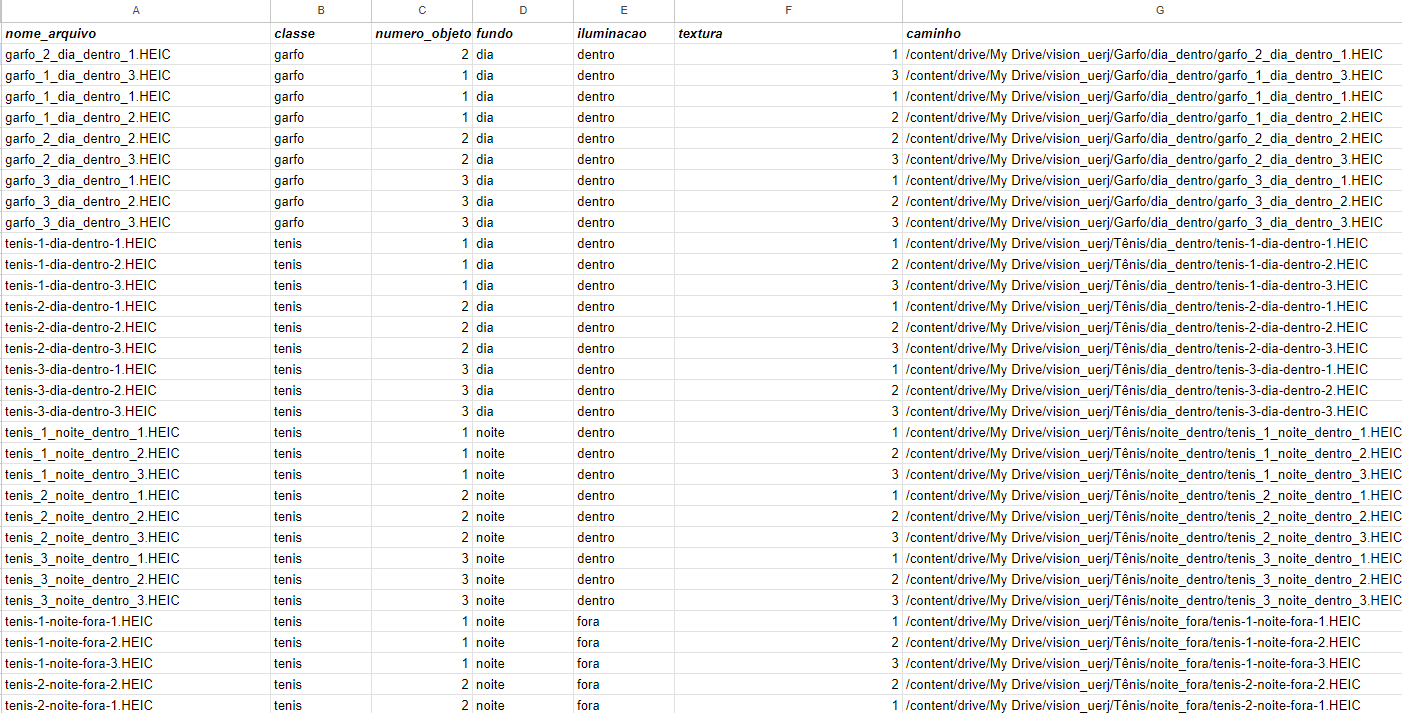 A B C D E F G
nome_arquivo classe numero_objeto fundo iluminacao textura caminho
garfo_2_dia_dentro_1.HEIC garfo 2 dia dentro 1 /content/drive/My Drive/vision_uerj/Garfo/dia_dentro/garfo_2_dia_dentro_1.HEIC
garfo_1_dia_dentro_3.HEIC garfo 1 dia dentro 3 /content/drive/My Drive/vision_uerj/Garfo/dia_dentro/garfo_1_dia_dentro_3.HEIC
garfo_1_dia_dentro_1.HEIC garfo 1 dia dentro 1 /content/drive/My Drive/vision_uerj/Garfo/dia_dentro/garfo_1_dia_dentro_1.HEIC
garfo_1_dia_dentro_2.HEIC garfo 1 dia dentro 2 /content/drive/My Drive/vision_uerj/Garfo/dia_dentro/garfo_1_dia_dentro_2.HEIC
garfo_2_dia_dentro_2.HEIC garfo 2 dia dentro 2 /content/drive/My Drive/vision_uerj/Garfo/dia_dentro/garfo_2_dia_dentro_2.HEIC
garfo_2_dia_dentro_3.HEIC garfo 2 dia dentro 3 /content/drive/My Drive/vision_uerj/Garfo/dia_dentro/garfo_2_dia_dentro_3.HEIC
garfo_3_dia_dentro_1.HEIC garfo 3 dia dentro 1 /content/drive/My Drive/vision_uerj/Garfo/dia_dentro/garfo_3_dia_dentro_1.HEIC
garfo_3_dia_dentro_2.HEIC garfo 3 dia dentro 2 /content/drive/My Drive/vision_uerj/Garfo/dia_dentro/garfo_3_dia_dentro_2.HEIC
garfo_3_dia_dentro_3.HEIC garfo 3 dia dentro 3 /content/drive/My Drive/vision_uerj/Garfo/dia_dentro/garfo_3_dia_dentro_3.HEIC
tenis-1-dia-dentro-1.HEIC tenis 1 dia dentro 1 /content/drive/My Drive/vision_uerj/Tênis/dia_dentro/tenis-1-dia-dentro-1.HEIC
tenis-1-dia-dentro-2.HEIC tenis 1 dia dentro 2 /content/drive/My Drive/vision_uerj/Tênis/dia_dentro/tenis-1-dia-dentro-2.HEIC
tenis-1-dia-dentro-3.HEIC tenis 1 dia dentro 3 /content/drive/My Drive/vision_uerj/Tênis/dia_dentro/tenis-1-dia-dentro-3.HEIC
tenis-2-dia-dentro-1.HEIC tenis 2 dia dentro 1 /content/drive/My Drive/vision_uerj/Tênis/dia_dentro/tenis-2-dia-dentro-1.HEIC
tenis-2-dia-dentro-2.HEIC tenis 2 dia dentro 2 /content/drive/My Drive/vision_uerj/Tênis/dia_dentro/tenis-2-dia-dentro-2.HEIC
tenis-2-dia-dentro-3.HEIC tenis 2 dia dentro 3 /content/drive/My Drive/vision_uerj/Tênis/dia_dentro/tenis-2-dia-dentro-3.HEIC
tenis-3-dia-dentro-1.HEIC tenis 3 dia dentro 1 /content/drive/My Drive/vision_uerj/Tênis/dia_dentro/tenis-3-dia-dentro-1.HEIC
tenis-3-dia-dentro-2.HEIC tenis 3 dia dentro 2 /content/drive/My Drive/vision_uerj/Tênis/dia_dentro/tenis-3-dia-dentro-2.HEIC
tenis-3-dia-dentro-3.HEIC tenis 3 dia dentro 3 /content/drive/My Drive/vision_uerj/Tênis/dia_dentro/tenis-3-dia-dentro-3.HEIC
tenis_1_noite_dentro_1.HEIC tenis 1 noite dentro 1 /content/drive/My Drive/vision_uerj/Tênis/noite_dentro/tenis_1_noite_dentro_1.HEIC
tenis_1_noite_dentro_2.HEIC tenis 1 noite dentro 2 /content/drive/My Drive/vision_uerj/Tênis/noite_dentro/tenis_1_noite_dentro_2.HEIC
tenis_1_noite_dentro_3.HEIC tenis 1 noite dentro 3 /content/drive/My Drive/vision_uerj/Tênis/noite_dentro/tenis_1_noite_dentro_3.HEIC
tenis_2_noite_dentro_1.HEIC tenis 2 noite dentro 1 /content/drive/My Drive/vision_uerj/Tênis/noite_dentro/tenis_2_noite_dentro_1.HEIC
tenis_2_noite_dentro_2.HEIC tenis 2 noite dentro 2 /content/drive/My Drive/vision_uerj/Tênis/noite_dentro/tenis_2_noite_dentro_2.HEIC
tenis_2_noite_dentro_3.HEIC tenis 2 noite dentro 3 /content/drive/My Drive/vision_uerj/Tênis/noite_dentro/tenis_2_noite_dentro_3.HEIC
tenis_3_noite_dentro_1.HEIC tenis 3 noite dentro 1 /content/drive/My Drive/vision_uerj/Tênis/noite_dentro/tenis_3_noite_dentro_1.HEIC
tenis_3_noite_dentro_2.HEIC tenis 3 noite dentro 2 /content/drive/My Drive/vision_uerj/Tênis/noite_dentro/tenis_3_noite_dentro_2.HEIC
tenis_3_noite_dentro_3.HEIC tenis 3 noite dentro 3 /content/drive/My Drive/vision_uerj/Tênis/noite_dentro/tenis_3_noite_dentro_3.HEIC
tenis-1-noite-fora-1.HEIC tenis 1 noite fora 1 /content/drive/My Drive/vision_uerj/Tênis/noite_fora/tenis-1-noite-fora-1.HEIC
tenis-1-noite-fora-2.HEIC tenis 1 noite fora 2 /content/drive/My Drive/vision_uerj/Tênis/noite_fora/tenis-1-noite-fora-2.HEIC
tenis-1-noite-fora-3.HEIC tenis 1 noite fora 3 /content/drive/My Drive/vision_uerj/Tênis/noite_fora/tenis-1-noite-fora-3.HEIC
tenis-2-noite-fora-2.HEIC tenis 2 noite fora 2 /content/drive/My Drive/vision_uerj/Tênis/noite_fora/tenis-2-noite-fora-2.HEIC
tenis-2-noite-fora-1.HEIC tenis 2 noite fora 1 /content/drive/My Drive/vision_uerj/Tênis/noite_fora/tenis-2-noite-fora-1.HEIC